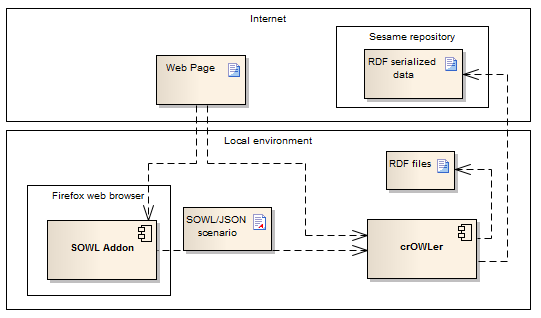 Internet
Sesame repository
Web Page
RDF serialized
data
Local environment
RDF files
Firefox web browser
SOWL/JSON
scenario
SOWL Addon
crOWLer